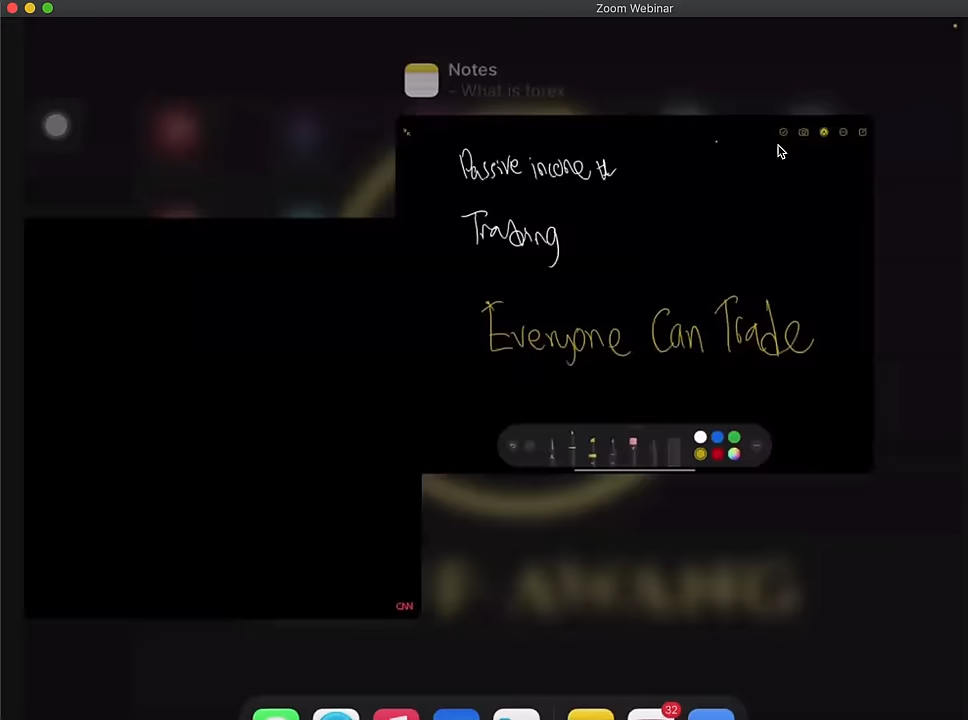 Zoom Webinar
Notes
- What is forex
Passive income
Trading
Everyone Can Trade
CNN
32